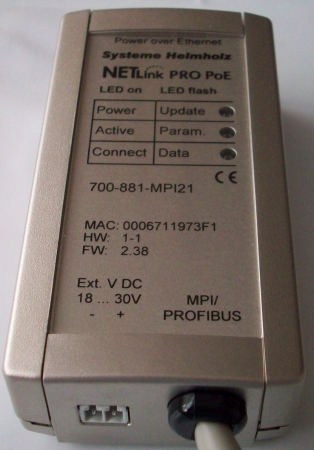 Power over Ethernet
Systeme Helmholz
NETLink PRO PoE
LED on LED flash
Power Update
Active Param.
Connect Data
CE
700-881-MPI21
MAC: 0006711973F1
HW: 1-1
FW: 2.38
Ext. V DC
18 ... 30V
- +
MPI/
PROFIBUS